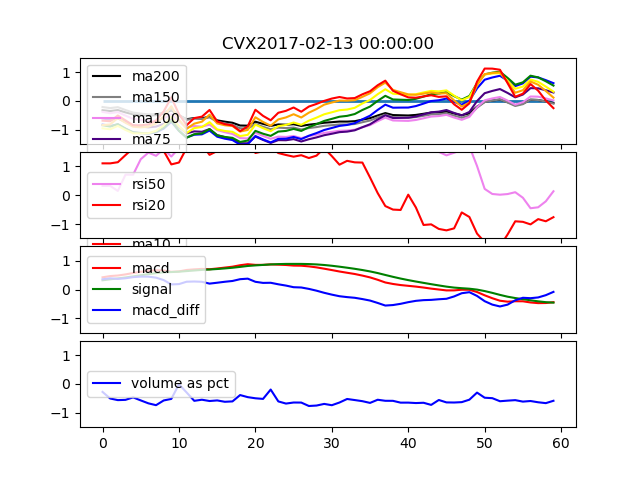 CVX2017-02-13 00:00:00
1
0
−1
ma200
ma150
ma100
ma75
1
0
−1
rsi50
rsi20
ma10
1
0
−1
macd
signal
macd_diff
1
0
−1
volume as pct
0 10 20 30 40 50 60